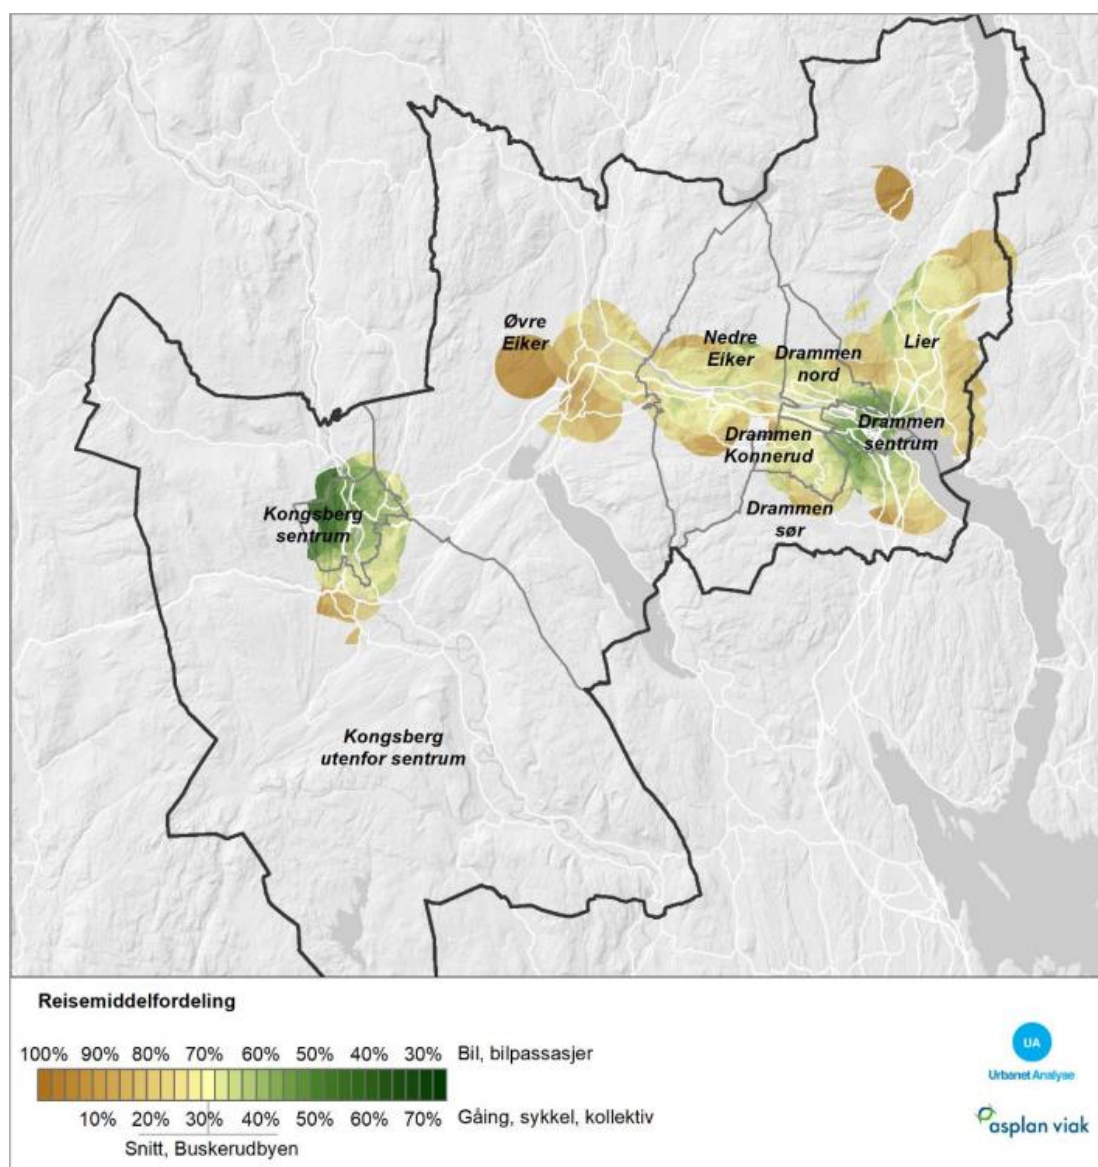 Øvre
Eiker
Nedre
Eiker
Drammen
nord
Lier
Drammen
sentrum
Drammen
Konnerud
Drammen
sør
Kongsberg
sentrum
Kongsberg
utenfor sentrum
Reisemiddelfordeling
100% 90% 80% 70% 60% 50% 40% 30% Bil, bilpassasjer
10% 20% 30% 40% 50% 60% 70% Gåing, sykkel, kollektiv
Snitt, Buskerudbyen
UA
Urbanet Analyse
asplan viak